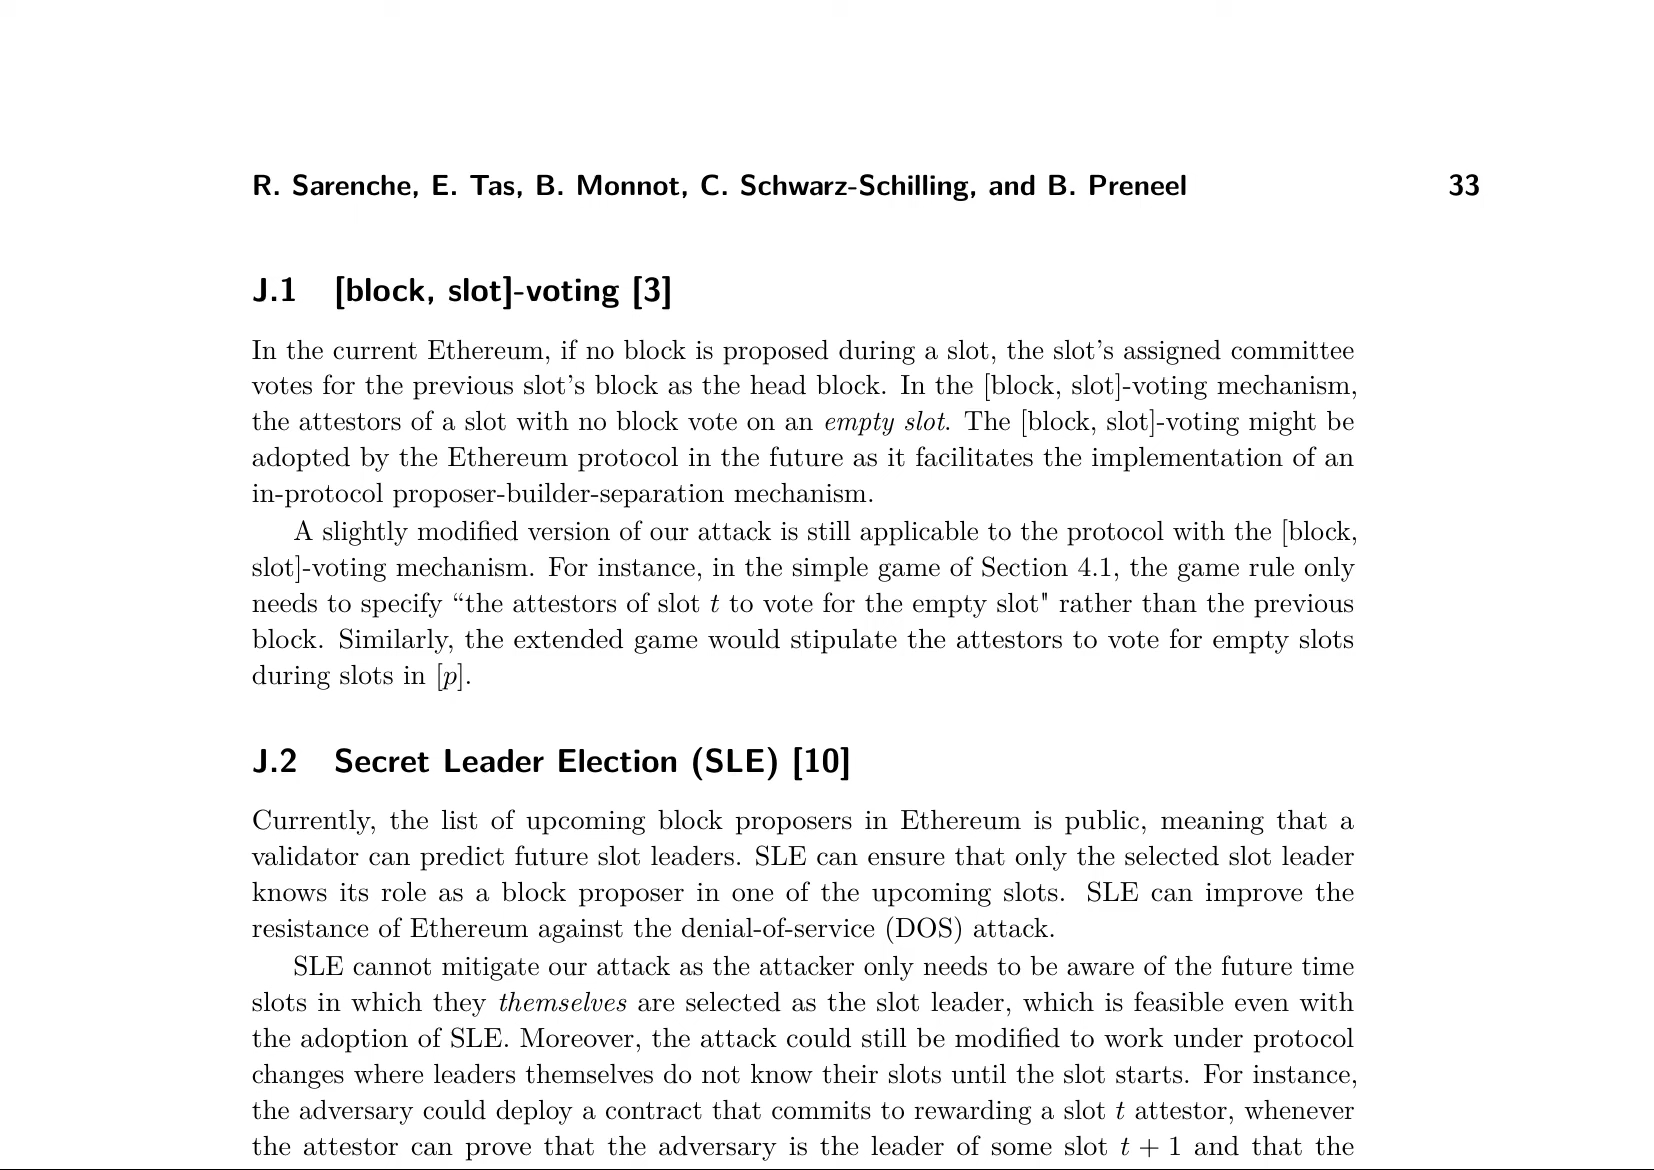 R. Sarenche, E. Tas, B. Monnot, C. Schwarz-Schilling, and B. Preneel 33
J.1 [block, slot]-voting [3]
In the current Ethereum, if no block is proposed during a slot, the slot's assigned committee
votes for the previous slot's block as the head block. In the [block, slot]-voting mechanism,
the attestors of a slot with no block vote on an empty slot. The [block, slot]-voting might be
adopted by the Ethereum protocol in the future as it facilitates the implementation of an
in-protocol proposer-builder-separation mechanism.
A slightly modified version of our attack is still applicable to the protocol with the [block,
slot]-voting mechanism. For instance, in the simple game of Section 4.1, the game rule only
needs to specify “the attestors of slot t to vote for the empty slot" rather than the previous
block. Similarly, the extended game would stipulate the attestors to vote for empty slots
during slots in [p].
J.2 Secret Leader Election (SLE) [10]
Currently, the list of upcoming block proposers in Ethereum is public, meaning that a
validator can predict future slot leaders. SLE can ensure that only the selected slot leader
knows its role as a block proposer in one of the upcoming slots. SLE can improve the
resistance of Ethereum against the denial-of-service (DOS) attack.
SLE cannot mitigate our attack as the attacker only needs to be aware of the future time
slots in which they themselves are selected as the slot leader, which is feasible even with
the adoption of SLE. Moreover, the attack could still be modified to work under protocol
changes where leaders themselves do not know their slots until the slot starts. For instance,
the adversary could deploy a contract that commits to rewarding a slot t attestor, whenever
the attestor can prove that the adversary is the leader of some slot t + 1 and that the